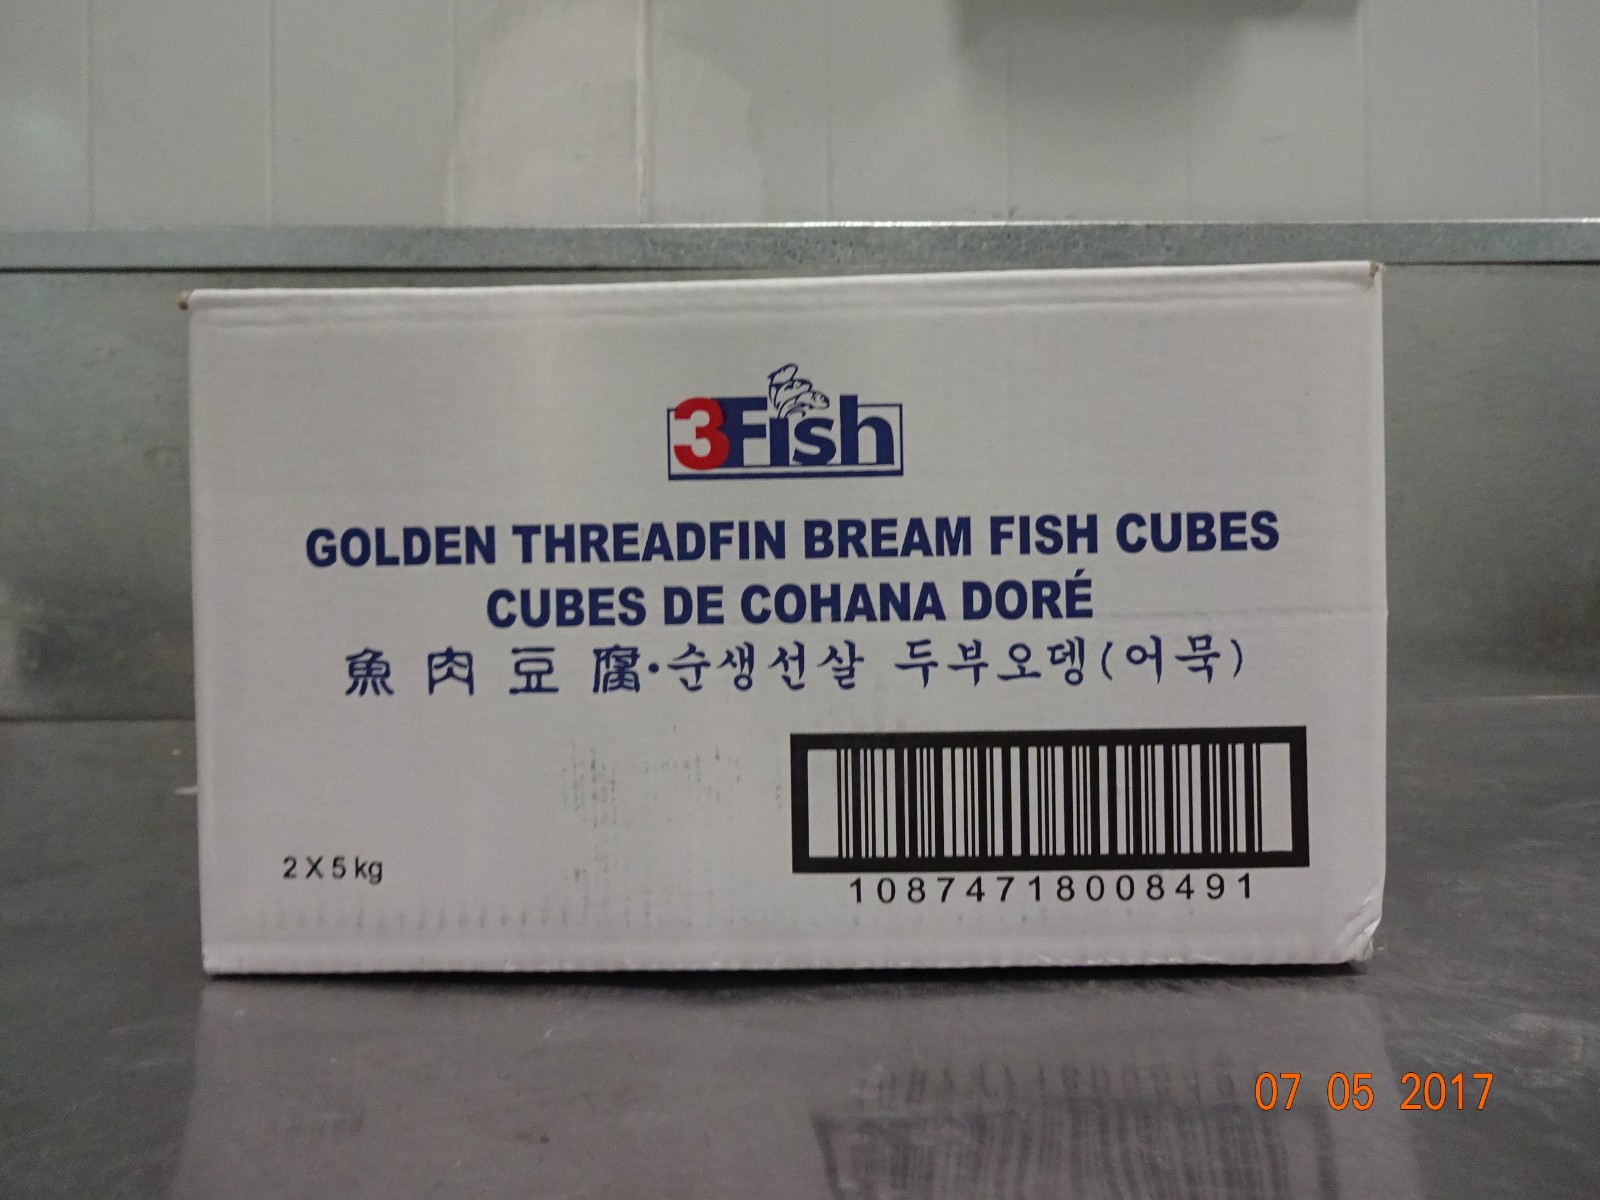 3Fish
GOLDEN THREADFIN BREAM FISH CUBES
CUBES DE COHANA DORÉ
魚肉豆腐·순생선살 두부오뎅(어묵)
2 X 5 kg
10874718008491
07 05 2017